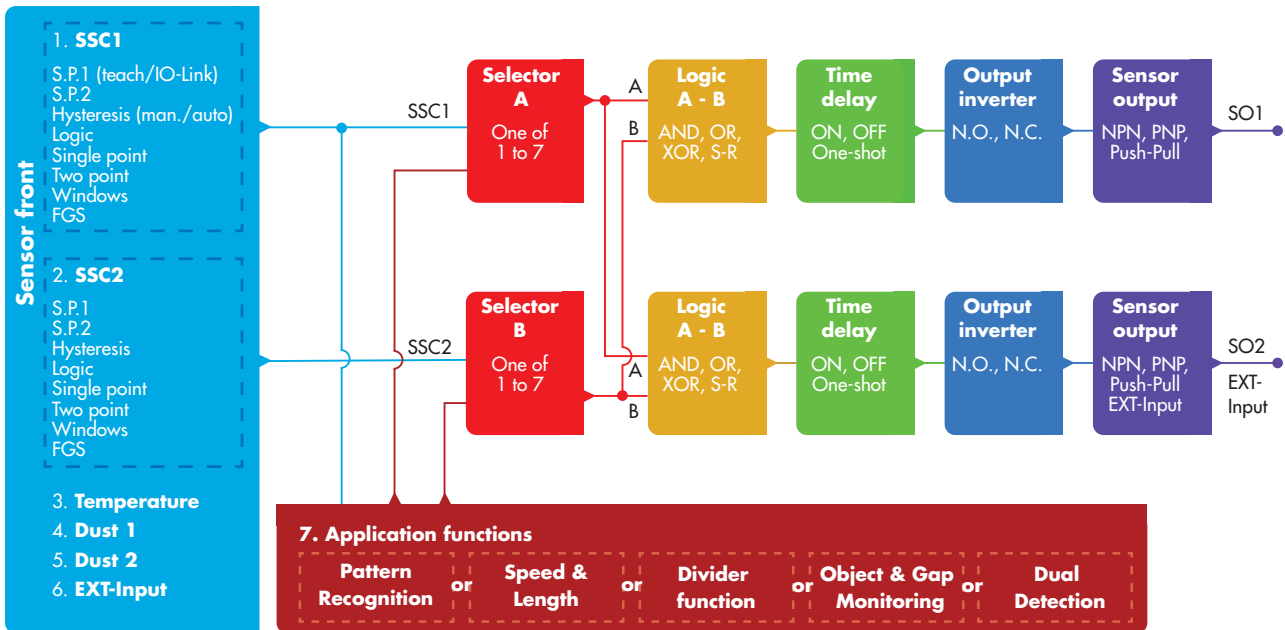 Sensor front
1. SSC1
S.P.1 (teach/IO-Link)
S.P.2
Hysteresis (man./auto)
Logic
Single point
Two point
Windows
FGS
2. SSC2
S.P.1
S.P.2
Hysteresis
Logic
Single point
Two point
Windows
FGS
3. Temperature
4. Dust 1
5. Dust 2
6. EXT-Input
SSC1
Selector
A
One of
1 to 7
A
B
Logic
A - B
AND, OR,
XOR, S-R
Time
delay
ON, OFF
One-shot
Output
inverter
N.O., N.C.
Sensor
output
NPN, PNP,
Push-Pull
SO1
SSC2
Selector
B
One of
1 to 7
A
B
Logic
A - B
AND, OR,
XOR, S-R
Time
delay
ON, OFF
One-shot
Output
inverter
N.O., N.C.
Sensor
output
NPN, PNP,
Push-Pull
EXT-Input
SO2
EXT-
Input
7. Application functions
Pattern
Recognition
or
Speed &
Length
or
Divider
function
or
Object & Gap
Monitoring
or
Dual
Detection